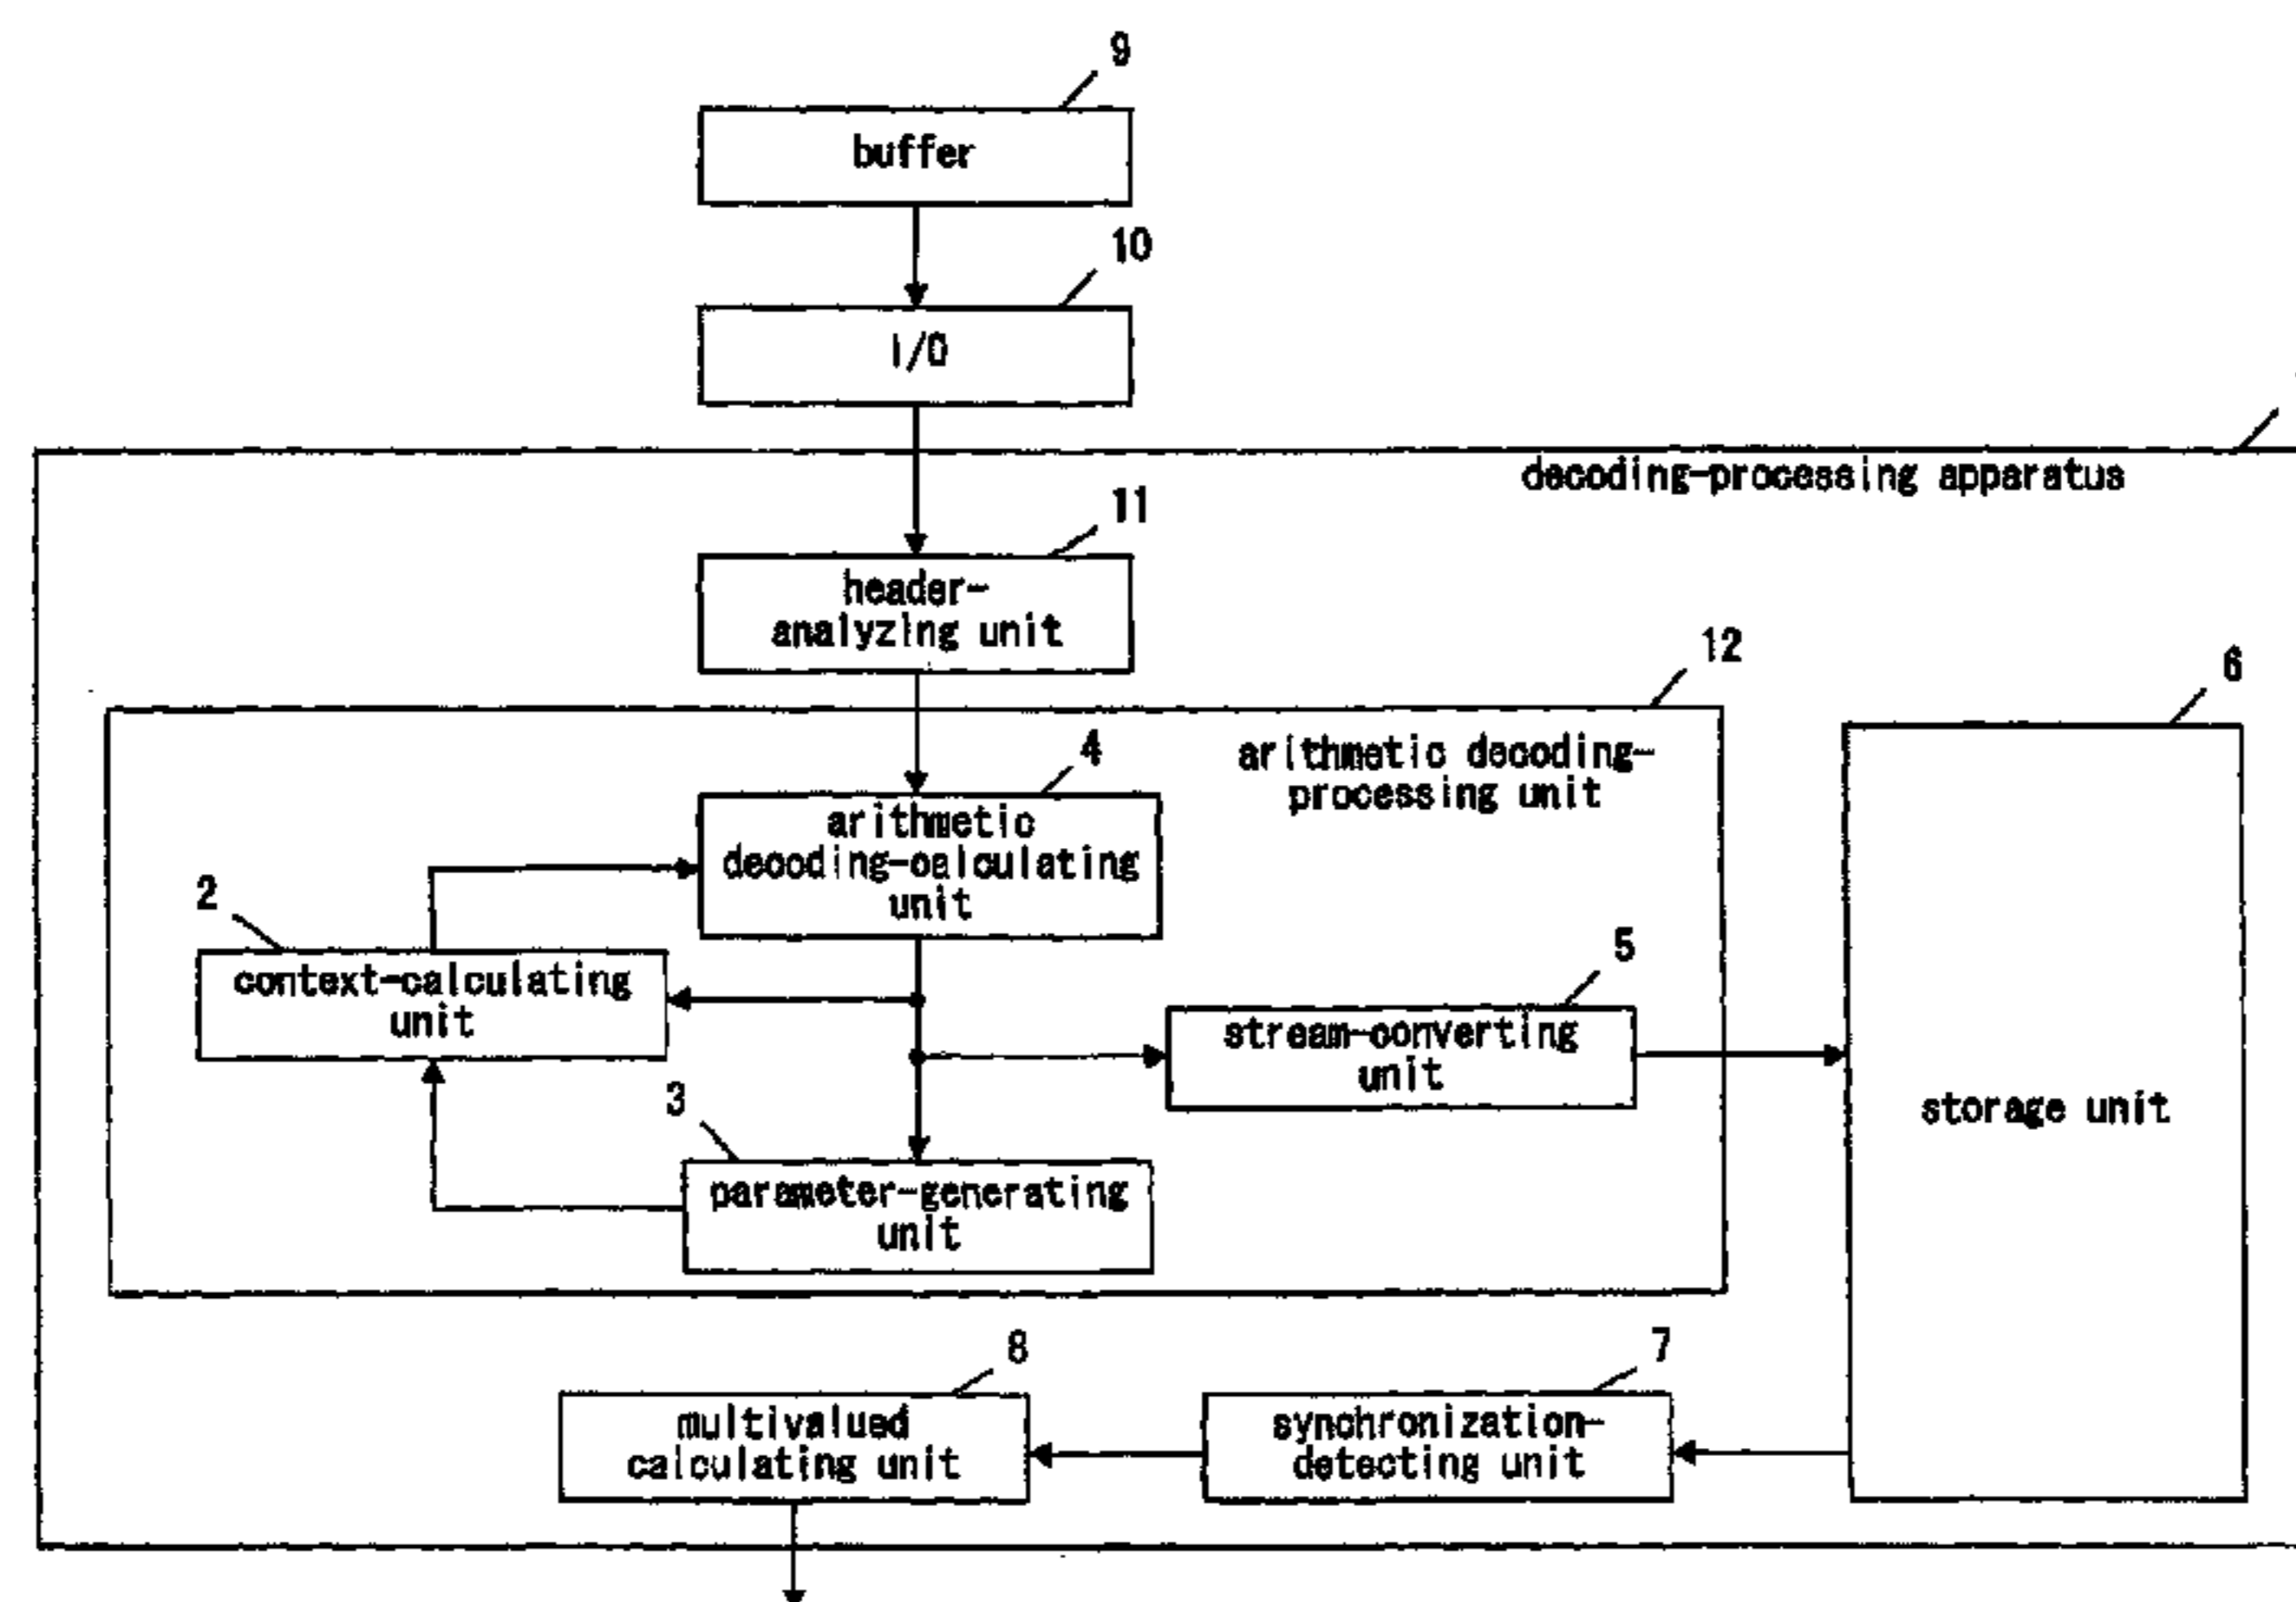 9
buffer
10
I/O
decoding-processing apparatus
11
header-
analyzing unit
12
6
arithmetic decoding-
processing unit
4
arithmetic
decoding-calculating
unit
2
context-calculating
unit
5
stream-converting
unit
storage unit
3
parameter-generating
unit
8
multivalued
calculating unit
7
synchronization-
detecting unit